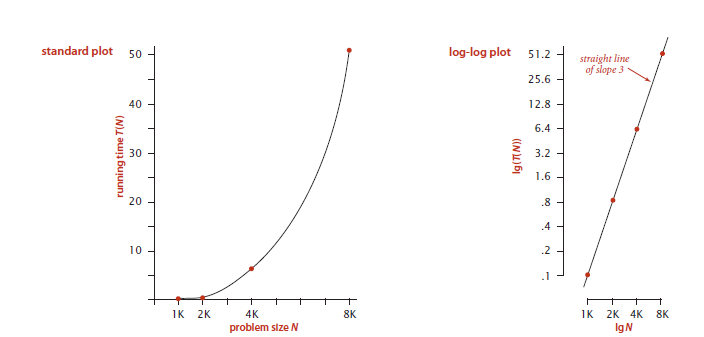 standard plot
50
40
30
20
10
running time T(N)
1K 2K 4K 8K
problem size N
log-log plot
51.2
25.6
12.8
6.4
3.2
1.6
.8
.4
.2
.1
lg(T(N))
straight line
of slope 3
1K 2K 4K 8K
lg N